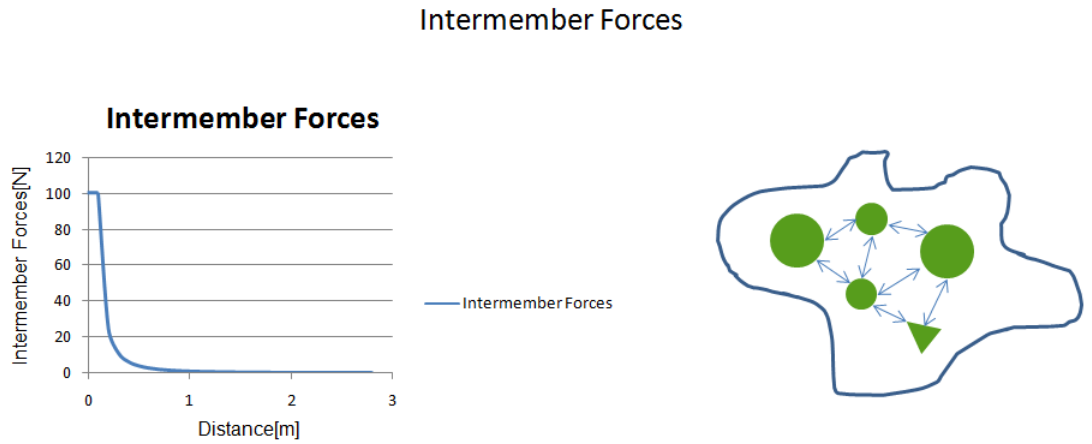 Intermember Forces
Intermember Forces
Intermember Forces[N]
120
100
80
60
40
20
0
0 1 2 3
Distance[m]
Intermember Forces